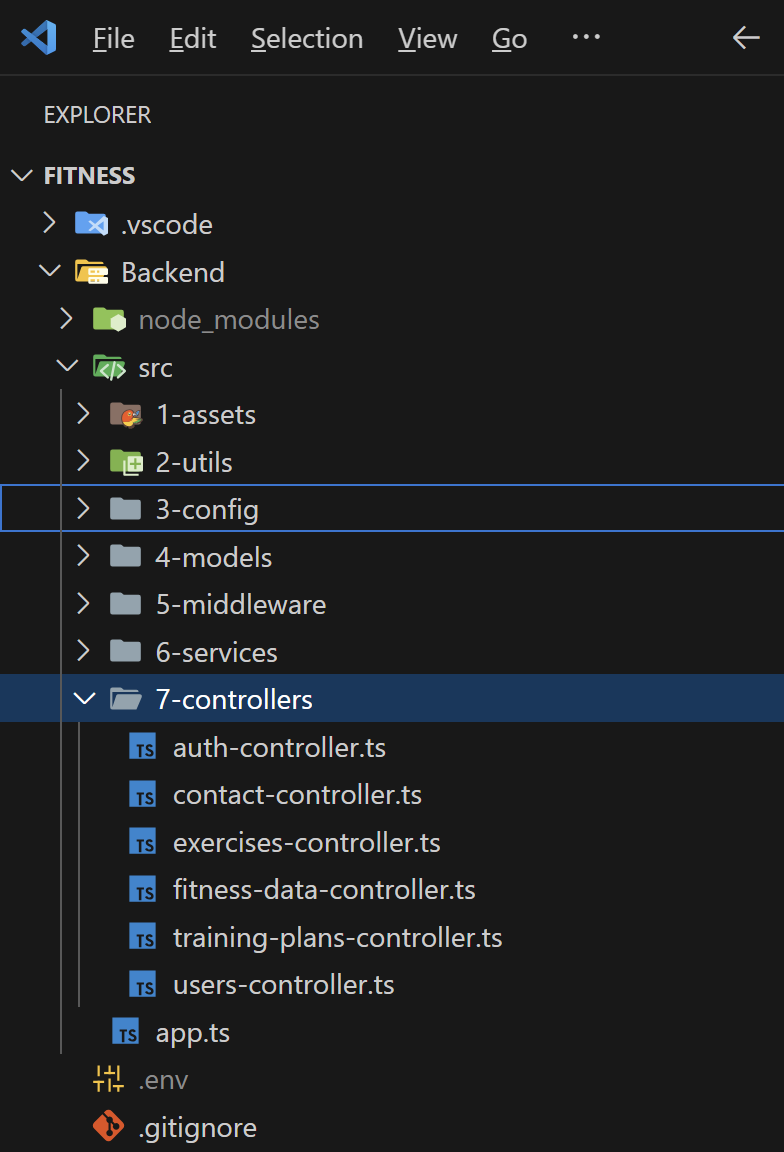 File Edit Selection View Go ...
EXPLORER
FITNESS
.vscode
Backend
node_modules
src
1-assets
2-utils
3-config
4-models
5-middleware
6-services
7-controllers
TS auth-controller.ts
TS contact-controller.ts
TS exercises-controller.ts
TS fitness-data-controller.ts
TS training-plans-controller.ts
TS users-controller.ts
TS app.ts
.env
.gitignore